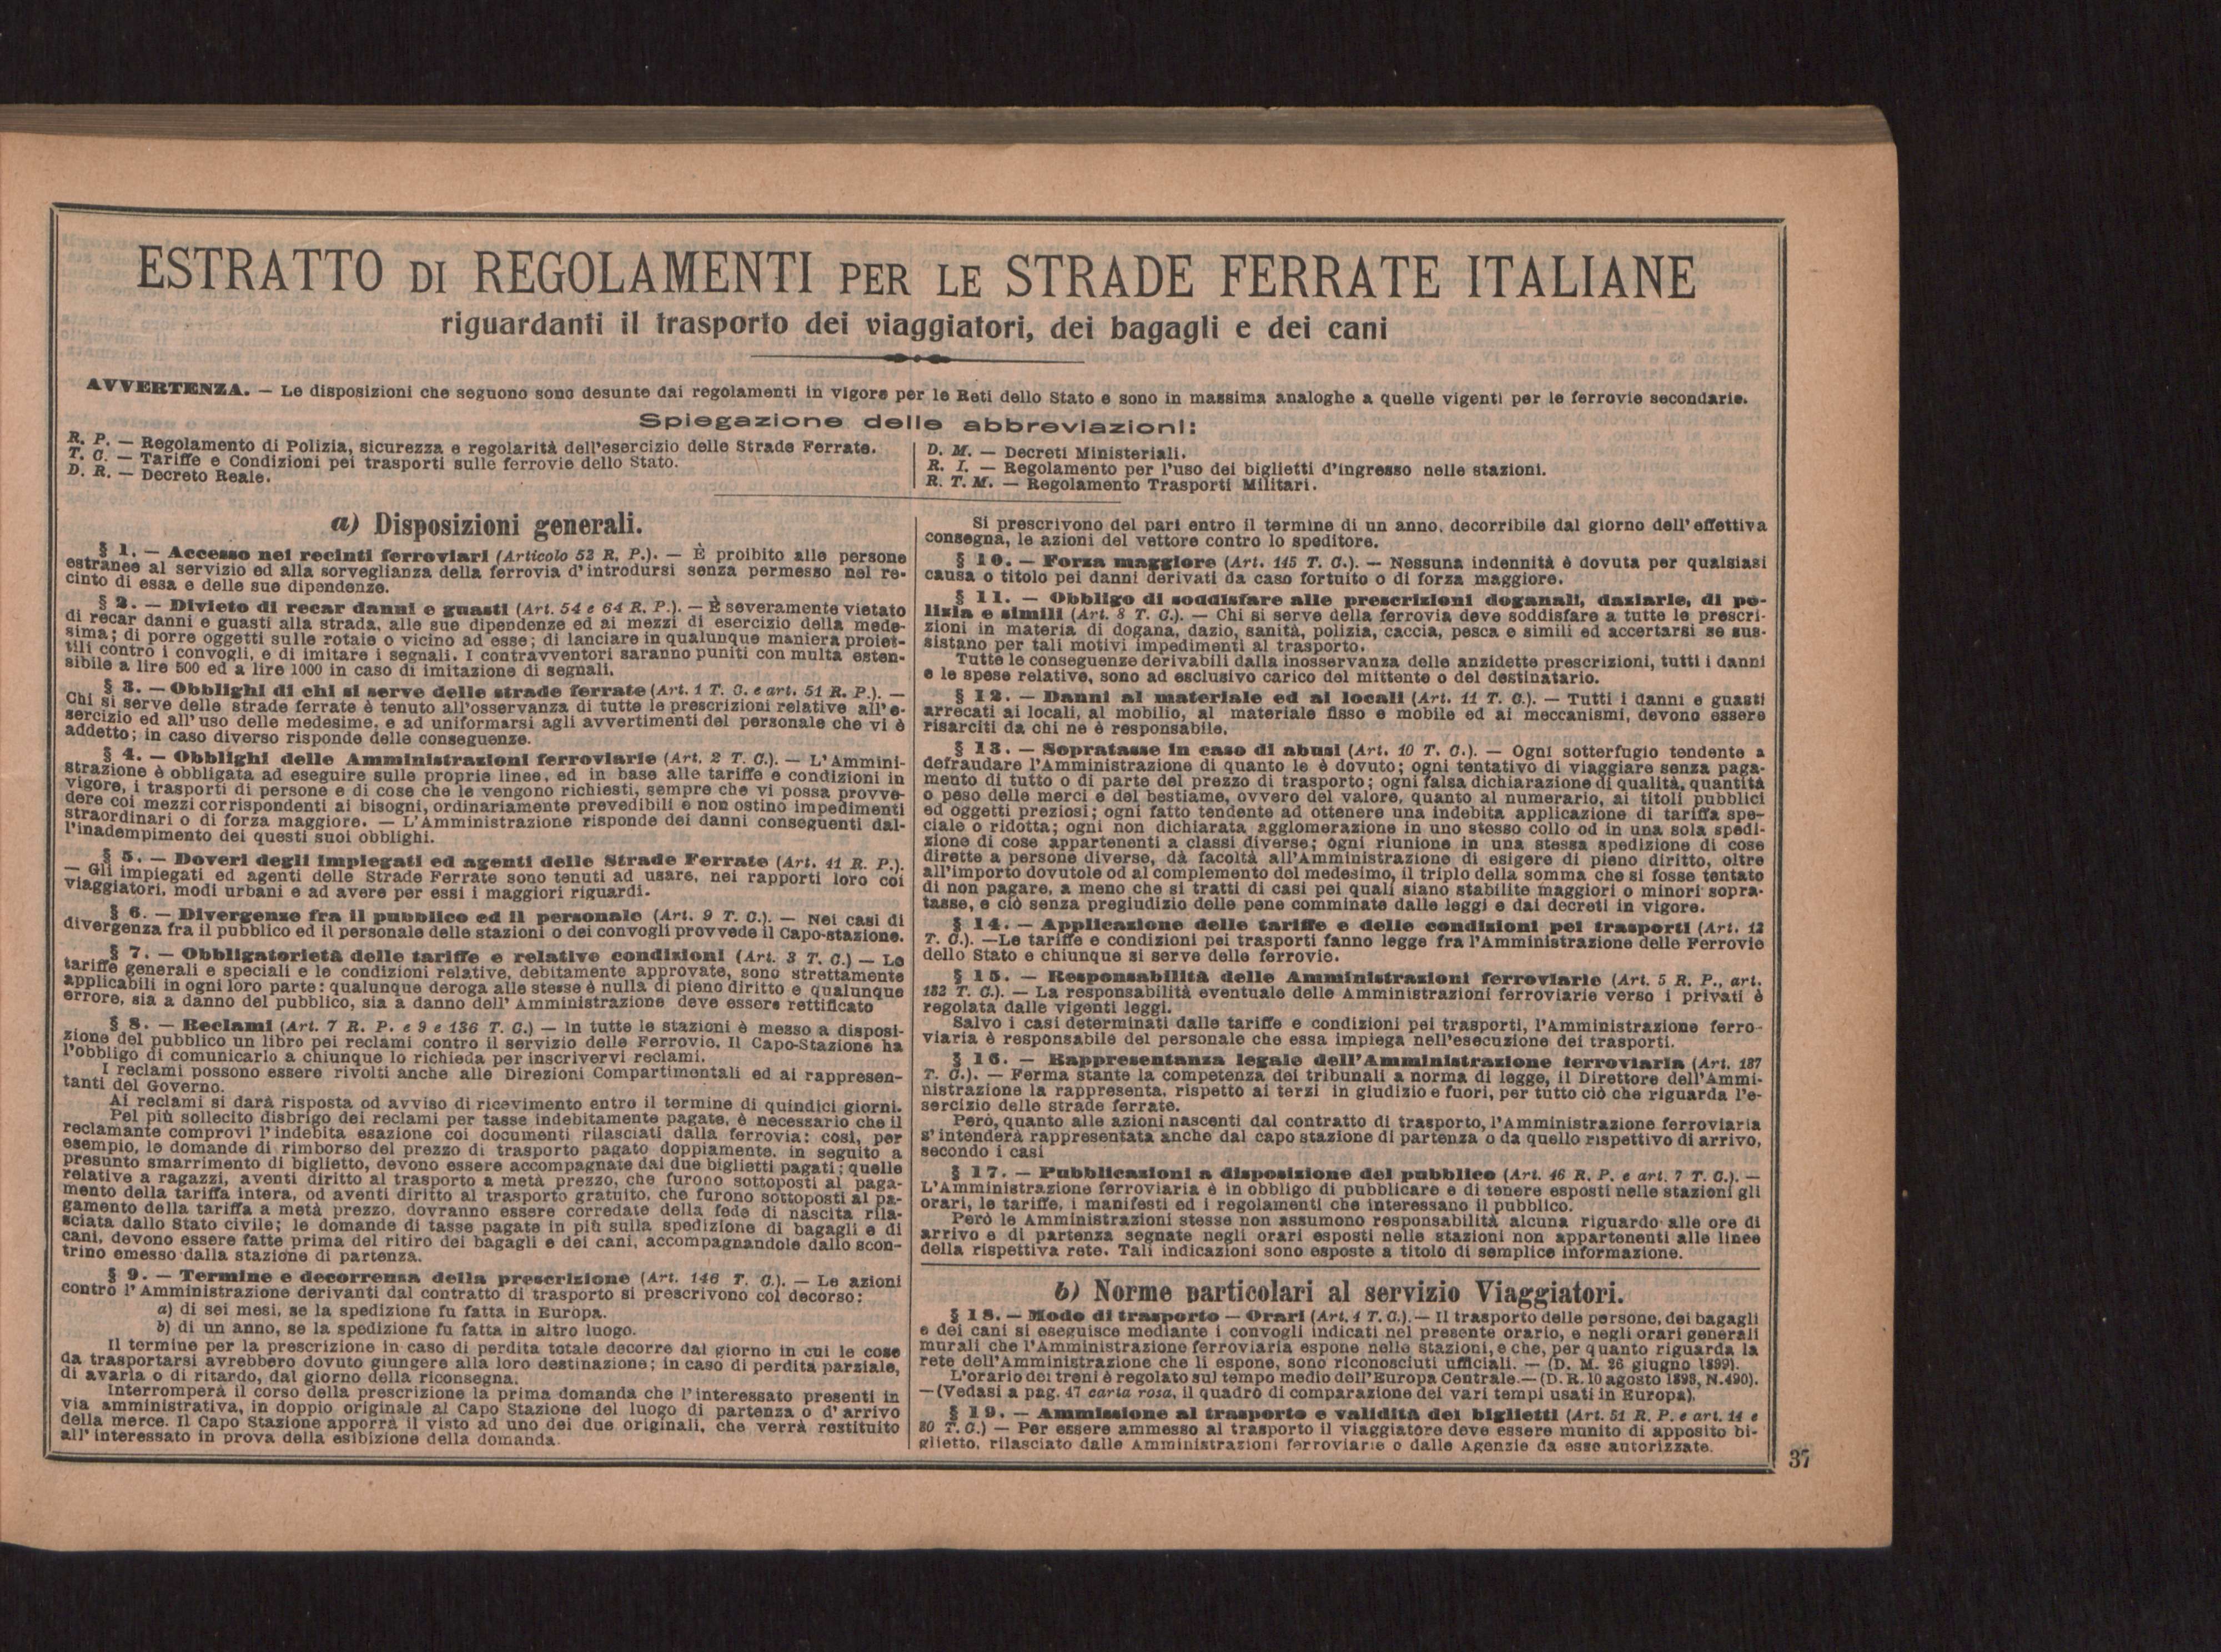 ESTRATTO DI REGOLAMENTI PER LE STRADE FERRATE ITALIANE
riguardanti il trasporto dei viaggiatori, dei bagagli e dei cani
AVVERTENZA. — Le disposizioni che seguono sono desunte dai regolamenti in vigore per le Reti dello Stato e sono in massima analoghe a quelle vigenti per le ferrovie secondarie.
Spiegazione delle abbreviazioni:
R. P. — Regolamento di Polizia, sicurezza e regolarità dell'esercizio delle Strade Ferrate.
T. C. — Tariffe e Condizioni pei trasporti sulle ferrovie dello Stato.
D. R. — Decreto Reale.
D. M. — Decreti Ministeriali.
R. I. — Regolamento per l'uso dei biglietti d'ingresso nelle stazioni.
R. T. M. — Regolamento Trasporti Militari.
a) Disposizioni generali.
§ 1. — Accesso nei recinti ferroviari (Articolo 52 R. P.). — È proibito alle persone
estranee al servizio ed alla sorveglianza della ferrovia d'introdursi senza permesso nel re-
cinto di essa e delle sue dipendenze.
§ 2. — Divieto di recar danni e guasti (Art. 54 e 64 R. P.). — È severamente vietato
di recar danni e guasti alla strada, alle sue dipendenze ed ai mezzi di esercizio della mede-
sima; di porre oggetti sulle rotaie o vicino ad esse; di lanciare in qualunque maniera proiet-
tili contro i convogli, e di imitare i segnali. I contravventori saranno puniti con multa esten-
sibile a lire 500 ed a lire 1000 in caso di imitazione di segnali.
§ 3. — Obblighi di chi si serve delle strade ferrate (Art. 1 T. C. e art. 51 R. P.). —
Chi si serve delle strade ferrate è tenuto all'osservanza di tutte le prescrizioni relative all'e-
sercizio ed all'uso delle medesime, e ad uniformarsi agli avvertimenti del personale che vi è
addetto; in caso diverso risponde delle conseguenze.
§ 4. — Obblighi delle Amministrazioni ferroviarie (Art. 2 T. C.). — L'Ammini-
strazione è obbligata ad eseguire sulle proprie linee, ed in base alle tariffe e condizioni in
vigore, i trasporti di persone e di cose che le vengono richiesti, sempre che vi possa provve-
dere coi mezzi corrispondenti ai bisogni, ordinariamente prevedibili e non ostino impedimenti
straordinari o di forza maggiore. — L'Amministrazione risponde dei danni conseguenti dal-
l'inadempimento dei questi suoi obblighi.
§ 5. — Doveri degli impiegati ed agenti delle Strade Ferrate (Art. 41 R. P.).
— Gli impiegati ed agenti delle Strade Ferrate sono tenuti ad usare, nei rapporti loro coi
viaggiatori, modi urbani e ad avere per essi i maggiori riguardi.
§ 6. — Divergenze fra il pubblico ed il personale (Art. 9 T. C.). — Nei casi di
divergenza fra il pubblico ed il personale delle stazioni o dei convogli provvede il Capo-stazione.
§ 7. — Obbligatorietà delle tariffe e relative condizioni (Art. 3 T. C.) — Le
tariffe generali e speciali e le condizioni relative, debitamente approvate, sono strettamente
applicabili in ogni loro parte: qualunque deroga alle stesse è nulla di pieno diritto e qualunque
errore, sia a danno del pubblico, sia a danno dell'Amministrazione deve essere rettificato
§ 8. — Reclami (Art. 7 R. P. e 9 e 136 T. C.) — In tutte le stazioni è messo a disposi-
zione del pubblico un libro pei reclami contro il servizio delle Ferrovie. Il Capo-Stazione ha
l'obbligo di comunicarlo a chiunque lo richieda per inscrivervi reclami.
I reclami possono essere rivolti anche alle Direzioni Compartimentali ed ai rappresen-
tanti del Governo.
Ai reclami si darà risposta od avviso di ricevimento entro il termine di quindici giorni.
Pel più sollecito disbrigo dei reclami per tasse indebitamente pagate, è necessario che il
reclamante comprovi l'indebita esazione coi documenti rilasciati dalla ferrovia: così, per
esempio, le domande di rimborso del prezzo di trasporto pagato doppiamente, in seguito a
presunto smarrimento di biglietto, devono essere accompagnate dai due biglietti pagati; quelle
relative a ragazzi, aventi diritto al trasporto a metà prezzo, che furono sottoposti al paga-
mento della tariffa intera, od aventi diritto al trasporto gratuito, che furono sottoposti al pa-
gamento della tariffa a metà prezzo, dovranno essere corredate della fede di nascita rila-
sciata dallo Stato civile; le domande di tasse pagate in più sulla spedizione di bagagli e di
cani, devono essere fatte prima del ritiro dei bagagli e dei cani, accompagnandole dallo scon-
trino emesso dalla stazione di partenza.
§ 9. — Termine e decorrenza della prescrizione (Art. 146 T. C.). — Le azioni
contro l'Amministrazione derivanti dal contratto di trasporto si prescrivono col decorso:
a) di sei mesi, se la spedizione fu fatta in Europa.
b) di un anno, se la spedizione fu fatta in altro luogo.
Il termine per la prescrizione in caso di perdita totale decorre dal giorno in cui le cose
da trasportarsi avrebbero dovuto giungere alla loro destinazione; in caso di perdita parziale,
di avarìa o di ritardo, dal giorno della riconsegna.
Interromperà il corso della prescrizione la prima domanda che l'interessato presenti in
via amministrativa, in doppio originale al Capo Stazione del luogo di partenza o d'arrivo
della merce. Il Capo Stazione apporrà il visto ad uno dei due originali, che verrà restituito
all'interessato in prova della esibizione della domanda.
Si prescrivono del pari entro il termine di un anno, decorribile dal giorno dell'effettiva
consegna, le azioni del vettore contro lo speditore.
§ 10. — Forza maggiore (Art. 145 T. C.). — Nessuna indennità è dovuta per qualsiasi
causa o titolo pei danni derivati da caso fortuito o di forza maggiore.
§ 11. — Obbligo di soddisfare alle prescrizioni doganali, daziarie, di po-
lizia e simili (Art. 8 T. C.). — Chi si serve della ferrovia deve soddisfare a tutte le prescri-
zioni in materia di dogana, dazio, sanità, polizia, caccia, pesca e simili ed accertarsi se sus-
sistano per tali motivi impedimenti al trasporto.
Tutte le conseguenze derivabili dalla inosservanza delle anzidette prescrizioni, tutti i danni
e le spese relative, sono ad esclusivo carico del mittente o del destinatario.
§ 12. — Danni al materiale ed ai locali (Art. 11 T. C.). — Tutti i danni e guasti
arrecati ai locali, al mobilio, al materiale fisso e mobile ed ai meccanismi, devono essere
risarciti da chi ne è responsabile.
§ 13. — Sopratasse in caso di abusi (Art. 10 T. C.). — Ogni sotterfugio tendente a
defraudare l'Amministrazione di quanto le è dovuto; ogni tentativo di viaggiare senza paga-
mento di tutto o di parte del prezzo di trasporto; ogni falsa dichiarazione di qualità, quantità
o peso delle merci e del bestiame, ovvero del valore, quanto al numerario, ai titoli pubblici
ed oggetti preziosi; ogni fatto tendente ad ottenere una indebita applicazione di tariffa spe-
ciale o ridotta; ogni non dichiarata agglomerazione in uno stesso collo od in una sola spedi-
zione di cose appartenenti a classi diverse; ogni riunione in una stessa spedizione di cose
dirette a persone diverse, dà facoltà all'Amministrazione di esigere di pieno diritto, oltre
all'importo dovutole od al complemento del medesimo, il triplo della somma che si fosse tentato
di non pagare, a meno che si tratti di casi pei quali siano stabilite maggiori o minori sopra-
tasse, e ciò senza pregiudizio delle pene comminate dalle leggi e dai decreti in vigore.
§ 14. — Applicazione delle tariffe e delle condizioni pei trasporti (Art. 12
T. C.). —Le tariffe e condizioni pei trasporti fanno legge fra l'Amministrazione delle Ferrovie
dello Stato e chiunque si serve delle ferrovie.
§ 15. — Responsabilità delle Amministrazioni ferroviarie (Art. 5 R. P., art.
132 T. C.). — La responsabilità eventuale delle Amministrazioni ferroviarie verso i privati è
regolata dalle vigenti leggi.
Salvo i casi determinati dalle tariffe e condizioni pei trasporti, l'Amministrazione ferro-
viaria è responsabile del personale che essa impiega nell'esecuzione dei trasporti.
§ 16. — Rappresentanza legale dell'Amministrazione ferroviaria (Art. 137
T. C.). — Ferma stante la competenza dei tribunali a norma di legge, il Direttore dell'Ammi-
nistrazione la rappresenta, rispetto ai terzi in giudizio e fuori, per tutto ciò che riguarda l'e-
sercizio delle strade ferrate.
Però, quanto alle azioni nascenti dal contratto di trasporto, l'Amministrazione ferroviaria
s'intenderà rappresentata anche dal capo stazione di partenza o da quello rispettivo di arrivo,
secondo i casi
§ 17. — Pubblicazioni a disposizione del pubblico (Art. 46 R. P. e art. 7 T. C.). —
L'Amministrazione ferroviaria è in obbligo di pubblicare e di tenere esposti nelle stazioni gli
orari, le tariffe, i manifesti ed i regolamenti che interessano il pubblico.
Però le Amministrazioni stesse non assumono responsabilità alcuna riguardo alle ore di
arrivo e di partenza segnate negli orari esposti nelle stazioni non appartenenti alle linee
della rispettiva rete. Tali indicazioni sono esposte a titolo di semplice informazione.
b) Norme particolari al servizio Viaggiatori.
§ 18. — Modo di trasporto — Orari (Art. 4 T. C.).— Il trasporto delle persone, dei bagagli
e dei cani si eseguisce mediante i convogli indicati nel presente orario, e negli orari generali
murali che l'Amministrazione ferroviaria espone nelle stazioni, e che, per quanto riguarda la
rete dell'Amministrazione che li espone, sono riconosciuti ufficiali. — (D. M. 26 giugno 1899).
L'orario dei treni è regolato sul tempo medio dell'Europa Centrale.— (D. R. 10 agosto 1893, N.490).
—(Vedasi a pag. 47 carta rosa, il quadro di comparazione dei vari tempi usati in Europa).
§ 19. — Ammissione al trasporto e validità dei biglietti (Art. 51 R. P. e art. 14 e
80 T. C.) — Per essere ammesso al trasporto il viaggiatore deve essere munito di apposito bi-
glietto, rilasciato dalle Amministrazioni ferroviarie o dalle Agenzie da esse autorizzate.
37